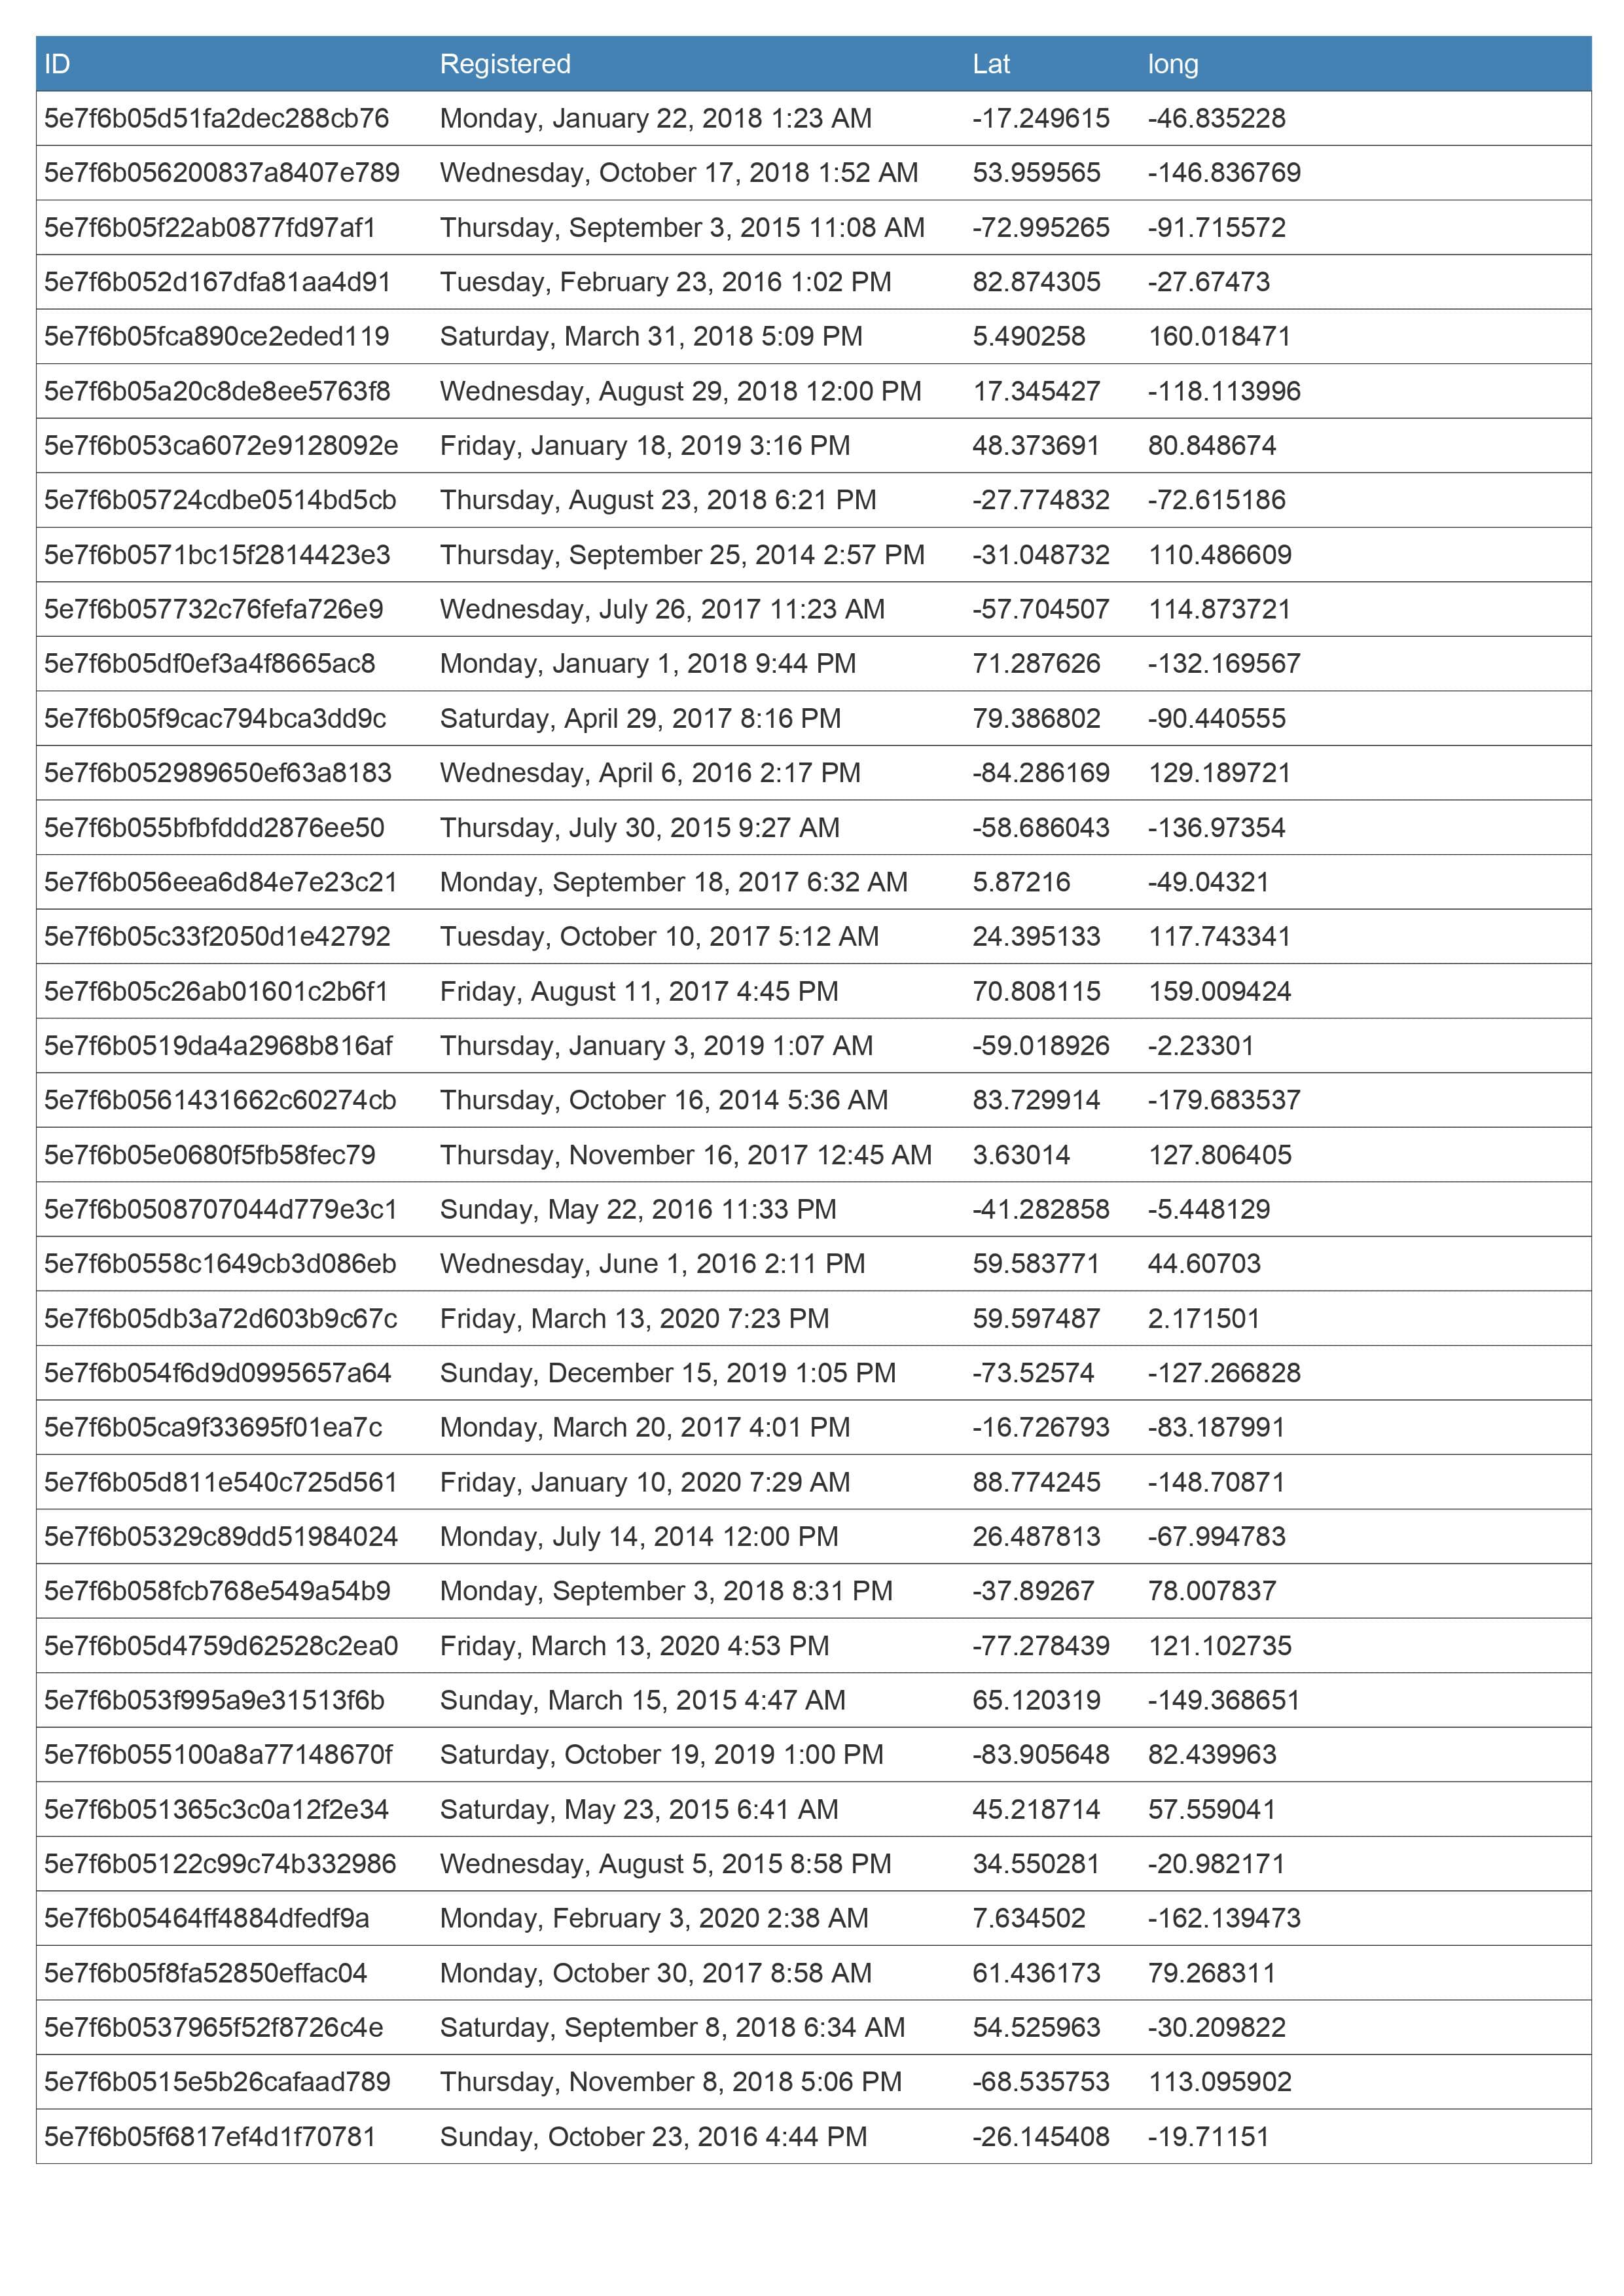 ID Registered Lat long
5e7f6b05d51fa2dec288cb76 Monday, January 22, 2018 1:23 AM -17.249615 -46.835228
5e7f6b056200837a8407e789 Wednesday, October 17, 2018 1:52 AM 53.959565 -146.836769
5e7f6b05f22ab0877fd97af1 Thursday, September 3, 2015 11:08 AM -72.995265 -91.715572
5e7f6b052d167dfa81aa4d91 Tuesday, February 23, 2016 1:02 PM 82.874305 -27.67473
5e7f6b05fca890ce2eded119 Saturday, March 31, 2018 5:09 PM 5.490258 160.018471
5e7f6b05a20c8de8ee5763f8 Wednesday, August 29, 2018 12:00 PM 17.345427 -118.113996
5e7f6b053ca6072e9128092e Friday, January 18, 2019 3:16 PM 48.373691 80.848674
5e7f6b05724cdbe0514bd5cb Thursday, August 23, 2018 6:21 PM -27.774832 -72.615186
5e7f6b0571bc15f2814423e3 Thursday, September 25, 2014 2:57 PM -31.048732 110.486609
5e7f6b057732c76fefa726e9 Wednesday, July 26, 2017 11:23 AM -57.704507 114.873721
5e7f6b05df0ef3a4f8665ac8 Monday, January 1, 2018 9:44 PM 71.287626 -132.169567
5e7f6b05f9cac794bca3dd9c Saturday, April 29, 2017 8:16 PM 79.386802 -90.440555
5e7f6b052989650ef63a8183 Wednesday, April 6, 2016 2:17 PM -84.286169 129.189721
5e7f6b055bfbfddd2876ee50 Thursday, July 30, 2015 9:27 AM -58.686043 -136.97354
5e7f6b056eea6d84e7e23c21 Monday, September 18, 2017 6:32 AM 5.87216 -49.04321
5e7f6b05c33f2050d1e42792 Tuesday, October 10, 2017 5:12 AM 24.395133 117.743341
5e7f6b05c26ab01601c2b6f1 Friday, August 11, 2017 4:45 PM 70.808115 159.009424
5e7f6b0519da4a2968b816af Thursday, January 3, 2019 1:07 AM -59.018926 -2.23301
5e7f6b0561431662c60274cb Thursday, October 16, 2014 5:36 AM 83.729914 -179.683537
5e7f6b05e0680f5fb58fec79 Thursday, November 16, 2017 12:45 AM 3.63014 127.806405
5e7f6b0508707044d779e3c1 Sunday, May 22, 2016 11:33 PM -41.282858 -5.448129
5e7f6b0558c1649cb3d086eb Wednesday, June 1, 2016 2:11 PM 59.583771 44.60703
5e7f6b05db3a72d603b9c67c Friday, March 13, 2020 7:23 PM 59.597487 2.171501
5e7f6b054f6d9d0995657a64 Sunday, December 15, 2019 1:05 PM -73.52574 -127.266828
5e7f6b05ca9f33695f01ea7c Monday, March 20, 2017 4:01 PM -16.726793 -83.187991
5e7f6b05d811e540c725d561 Friday, January 10, 2020 7:29 AM 88.774245 -148.70871
5e7f6b05329c89dd51984024 Monday, July 14, 2014 12:00 PM 26.487813 -67.994783
5e7f6b058fcb768e549a54b9 Monday, September 3, 2018 8:31 PM -37.89267 78.007837
5e7f6b05d4759d62528c2ea0 Friday, March 13, 2020 4:53 PM -77.278439 121.102735
5e7f6b053f995a9e31513f6b Sunday, March 15, 2015 4:47 AM 65.120319 -149.368651
5e7f6b055100a8a77148670f Saturday, October 19, 2019 1:00 PM -83.905648 82.439963
5e7f6b051365c3c0a12f2e34 Saturday, May 23, 2015 6:41 AM 45.218714 57.559041
5e7f6b05122c99c74b332986 Wednesday, August 5, 2015 8:58 PM 34.550281 -20.982171
5e7f6b05464ff4884dfedf9a Monday, February 3, 2020 2:38 AM 7.634502 -162.139473
5e7f6b05f8fa52850effac04 Monday, October 30, 2017 8:58 AM 61.436173 79.268311
5e7f6b0537965f52f8726c4e Saturday, September 8, 2018 6:34 AM 54.525963 -30.209822
5e7f6b0515e5b26cafaad789 Thursday, November 8, 2018 5:06 PM -68.535753 113.095902
5e7f6b05f6817ef4d1f70781 Sunday, October 23, 2016 4:44 PM -26.145408 -19.71151